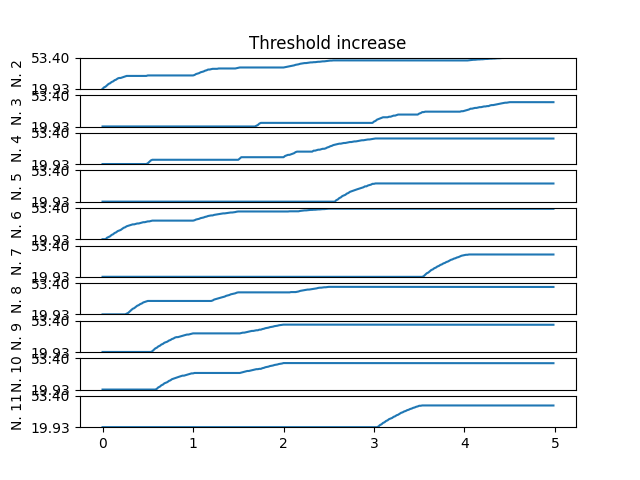 Threshold increase
53.40
N. 2
19.93
53.40
N. 3
19.93
53.40
N. 4
19.93
53.40
N. 5
19.93
53.40
N. 6
19.93
53.40
N. 7
19.93
53.40
N. 8
19.93
53.40
N. 9
19.93
53.40
N. 10
19.93
53.40
N. 11
19.93
0 1 2 3 4 5